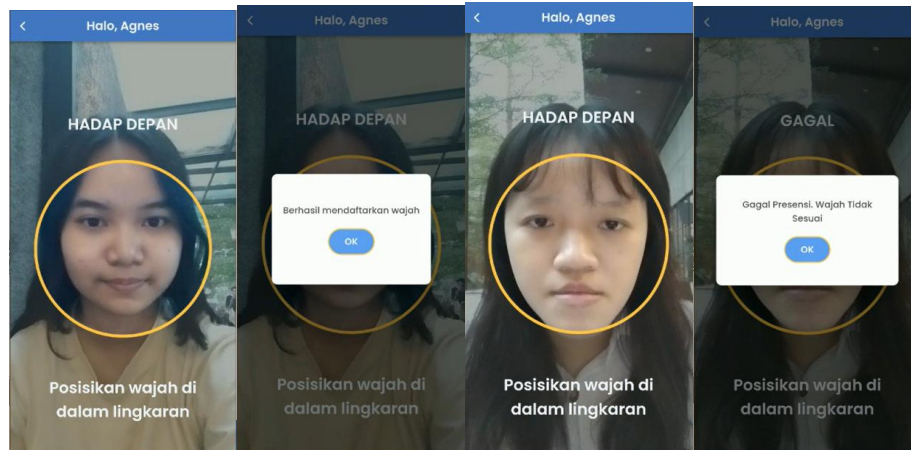 Halo, Agnes
HADAP DEPAN
Posisikan wajah di
dalam lingkaran
Halo, Agnes
HADAP DEPAN
Berhasil mendaftarkan wajah
OK
Posisikan wajah di
dalam lingkaran
Halo, Agnes
HADAP DEPAN
Posisikan wajah di
dalam lingkaran
Halo, Agnes
GAGAL
Gagal Presensi. Wajah Tidak
Sesuai
OK
Posisikan wajah di
dalam lingkaran